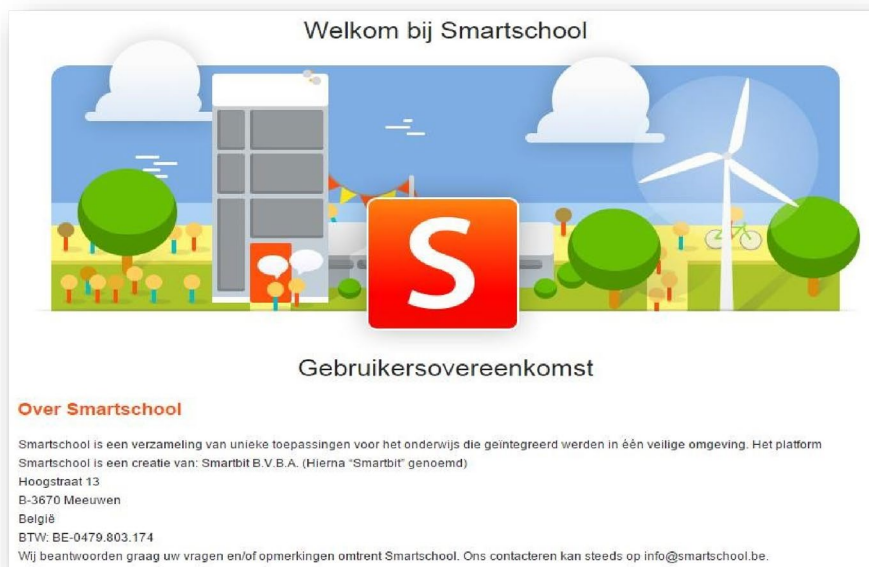 Welkom bij Smartschool
S
Gebruikersovereenkomst
Over Smartschool
Smartschool is een verzameling van unieke toepassingen voor het onderwijs die geïntegreerd werden in één veilige omgeving. Het platform
Smartschool is een creatie van: Smartbit B.V.B.A. (Hierna "Smartbit" genoemd)
Hoogstraat 13
B-3670 Meeuwen
België
BTW: BE-0479.803.174
Wij beantwoorden graag uw vragen en/of opmerkingen omtrent Smartschool. Ons contacteren kan steeds op info@smartschool.be.